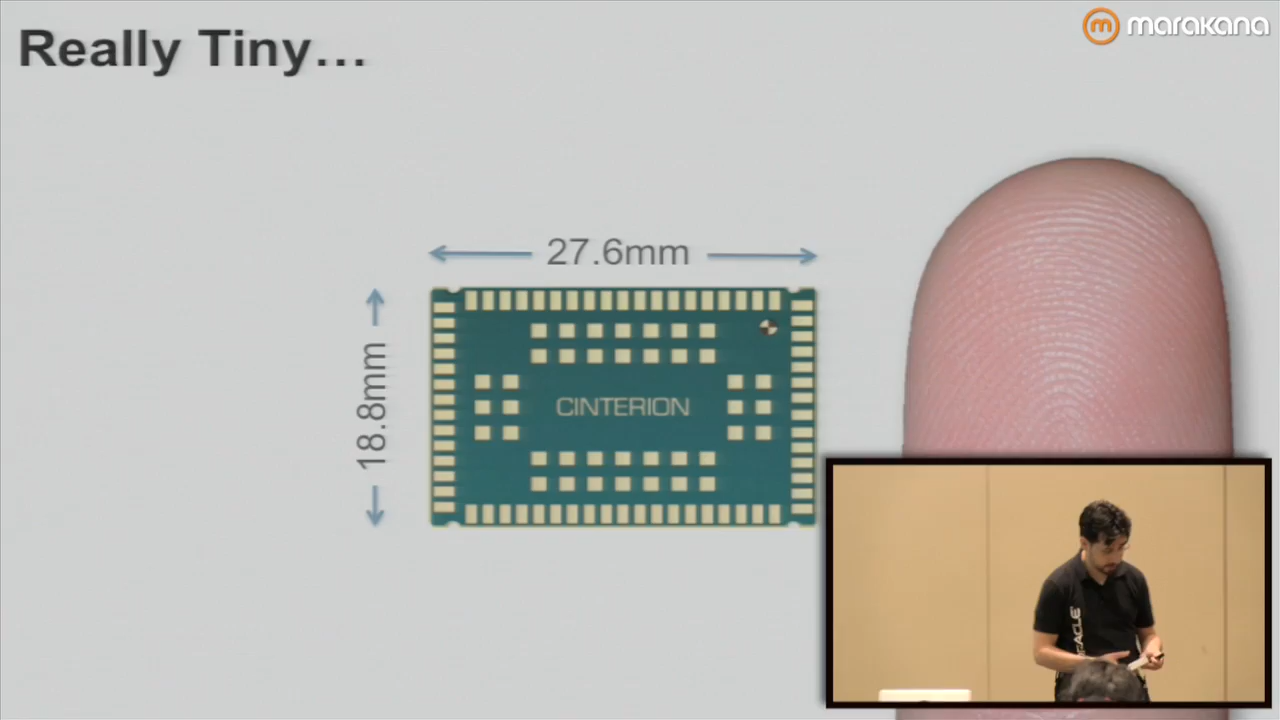 Really Tiny...
marakana
27.6mm
18.8mm
CINTERION